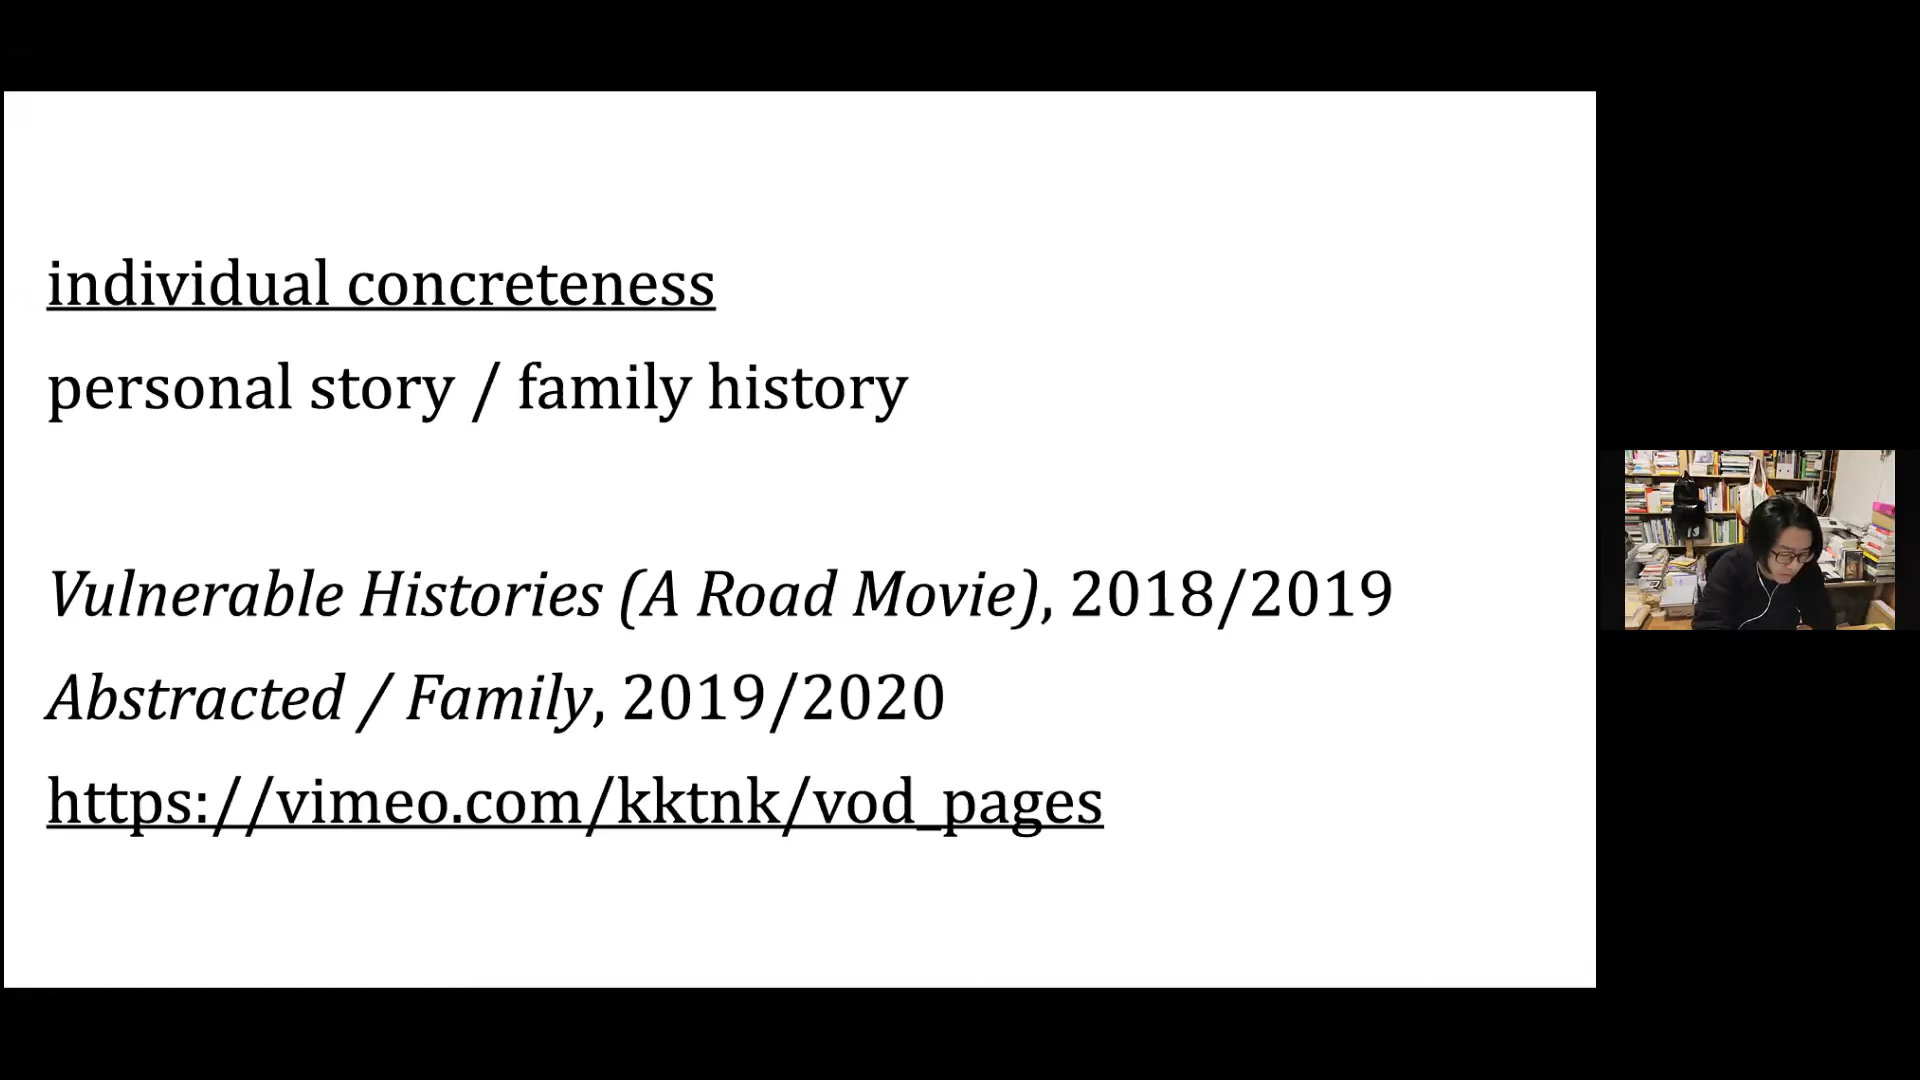 individual concreteness
personal story / family history
Vulnerable Histories (A Road Movie), 2018/2019
Abstracted / Family, 2019/2020
https://vimeo.com/kktnk/vod_pages